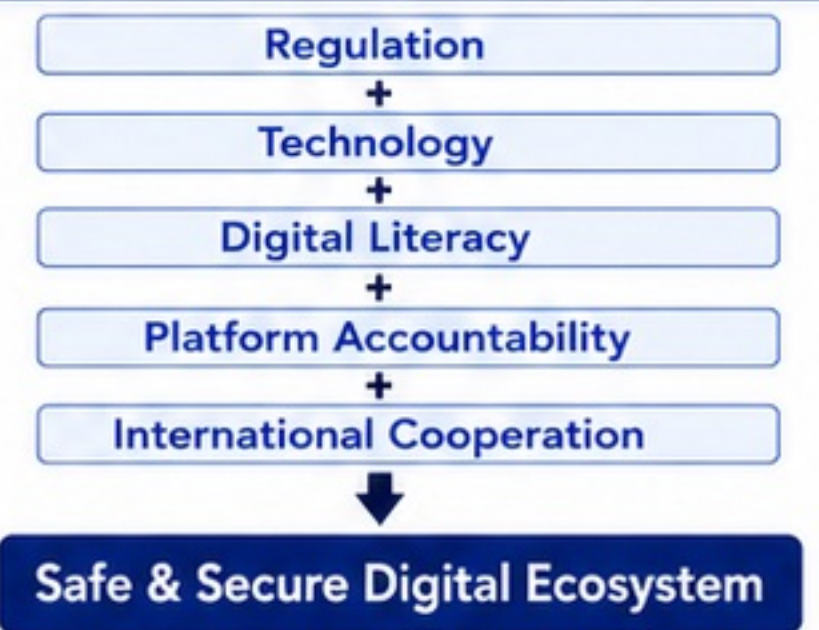 Regulation
+
Technology
+
Digital Literacy
+
Platform Accountability
+
International Cooperation
Safe & Secure Digital Ecosystem